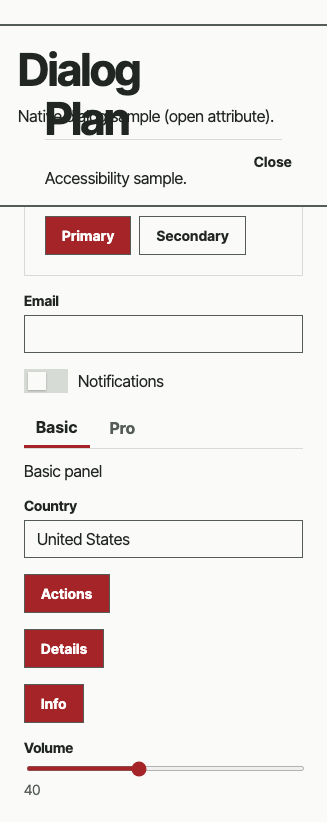 Dialog
Native dialog sample (open attribute).
Plan
Close
Accessibility sample.
Primary
Secondary
Email
Notifications
Basic
Pro
Basic panel
Country
United States
Actions
Details
Info
Volume
40